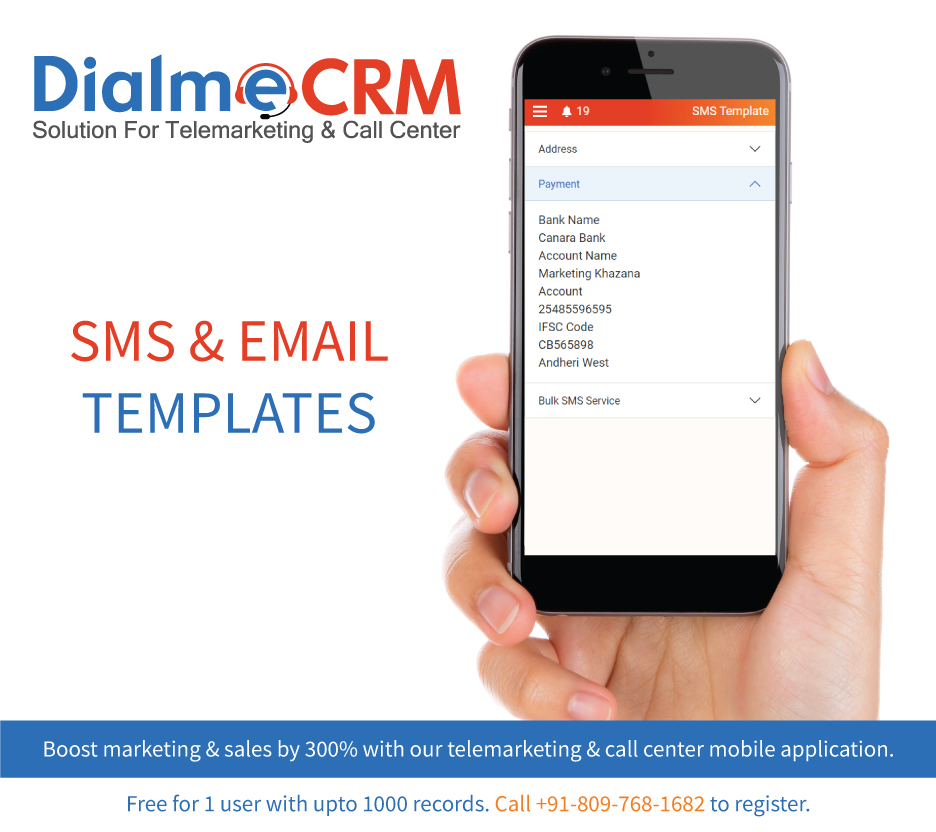 DialmeCRM
Solution For Telemarketing & Call Center
SMS & EMAIL
TEMPLATES
19 SMS Template
Address
Payment
Bank Name
Canara Bank
Account Name
Marketing Khazana
Account
25485596595
IFSC Code
CB565898
Andheri West
Bulk SMS Service
Boost marketing & sales by 300% with our telemarketing & call center mobile application.
Free for 1 user with upto 1000 records. Call +91-809-768-1682 to register.